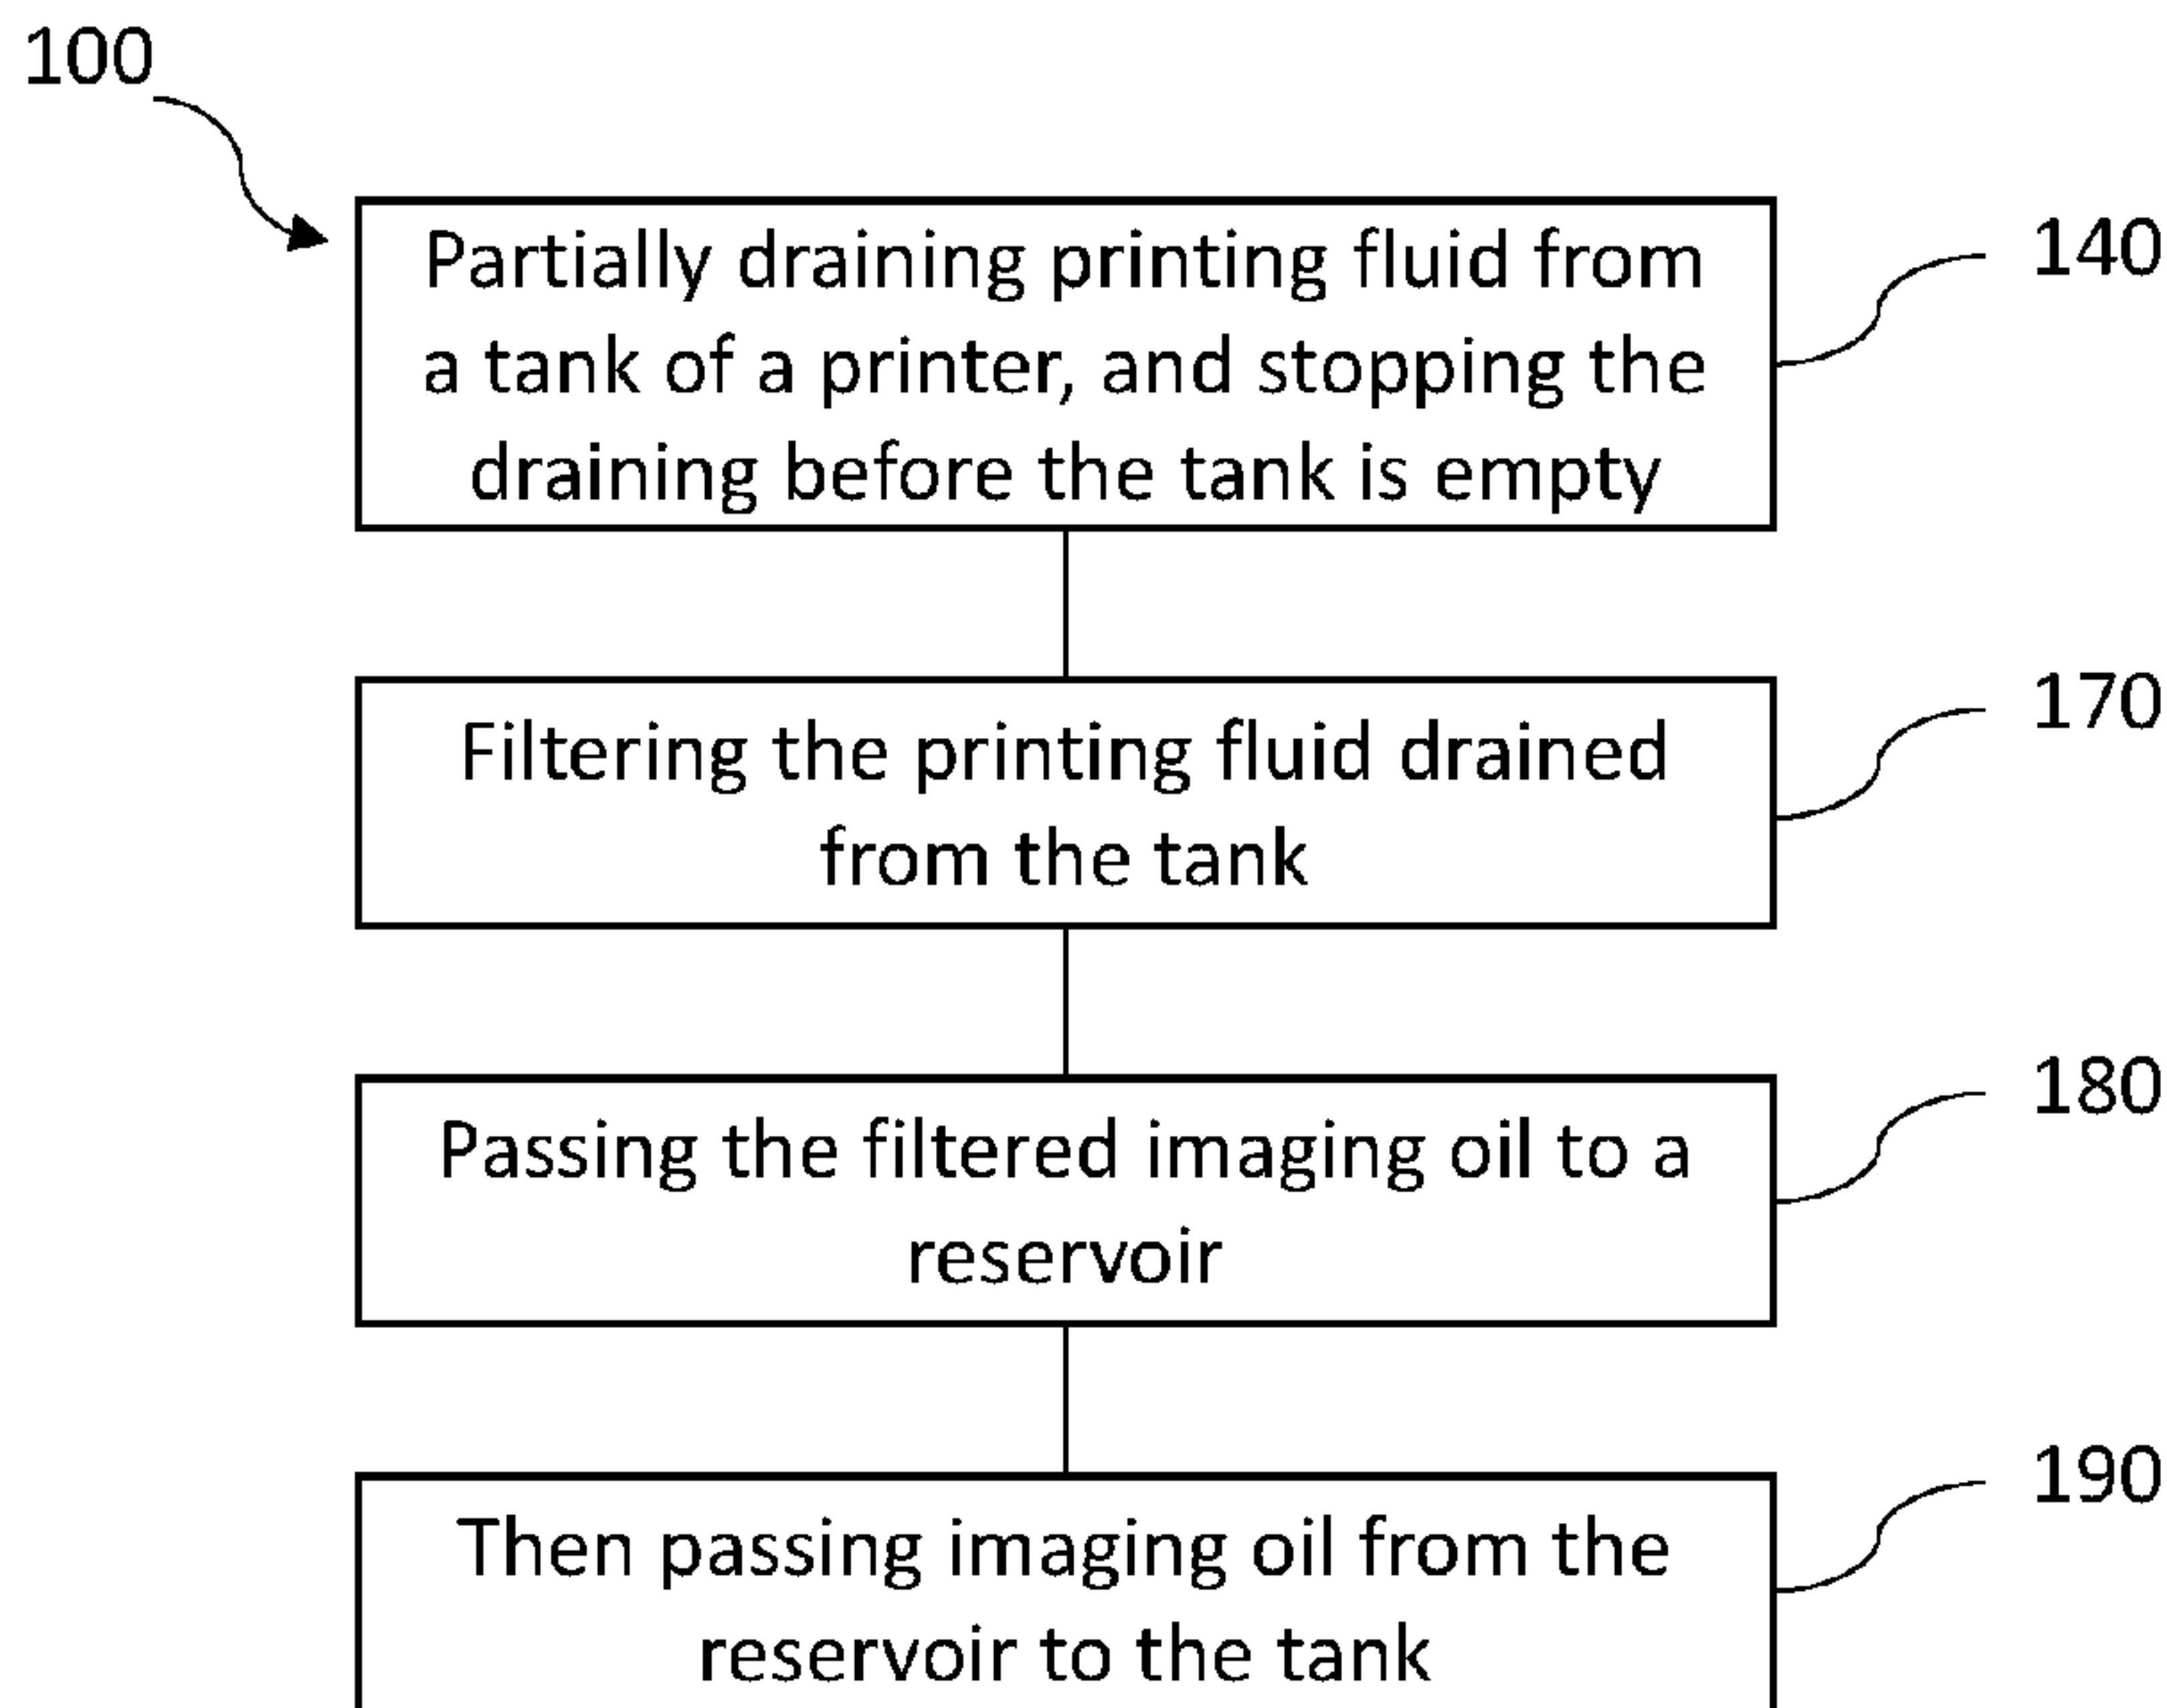 100
Partially draining printing fluid from
a tank of a printer, and stopping the
draining before the tank is empty
140
Filtering the printing fluid drained
from the tank
170
Passing the filtered imaging oil to a
reservoir
180
Then passing imaging oil from the
reservoir to the tank
190